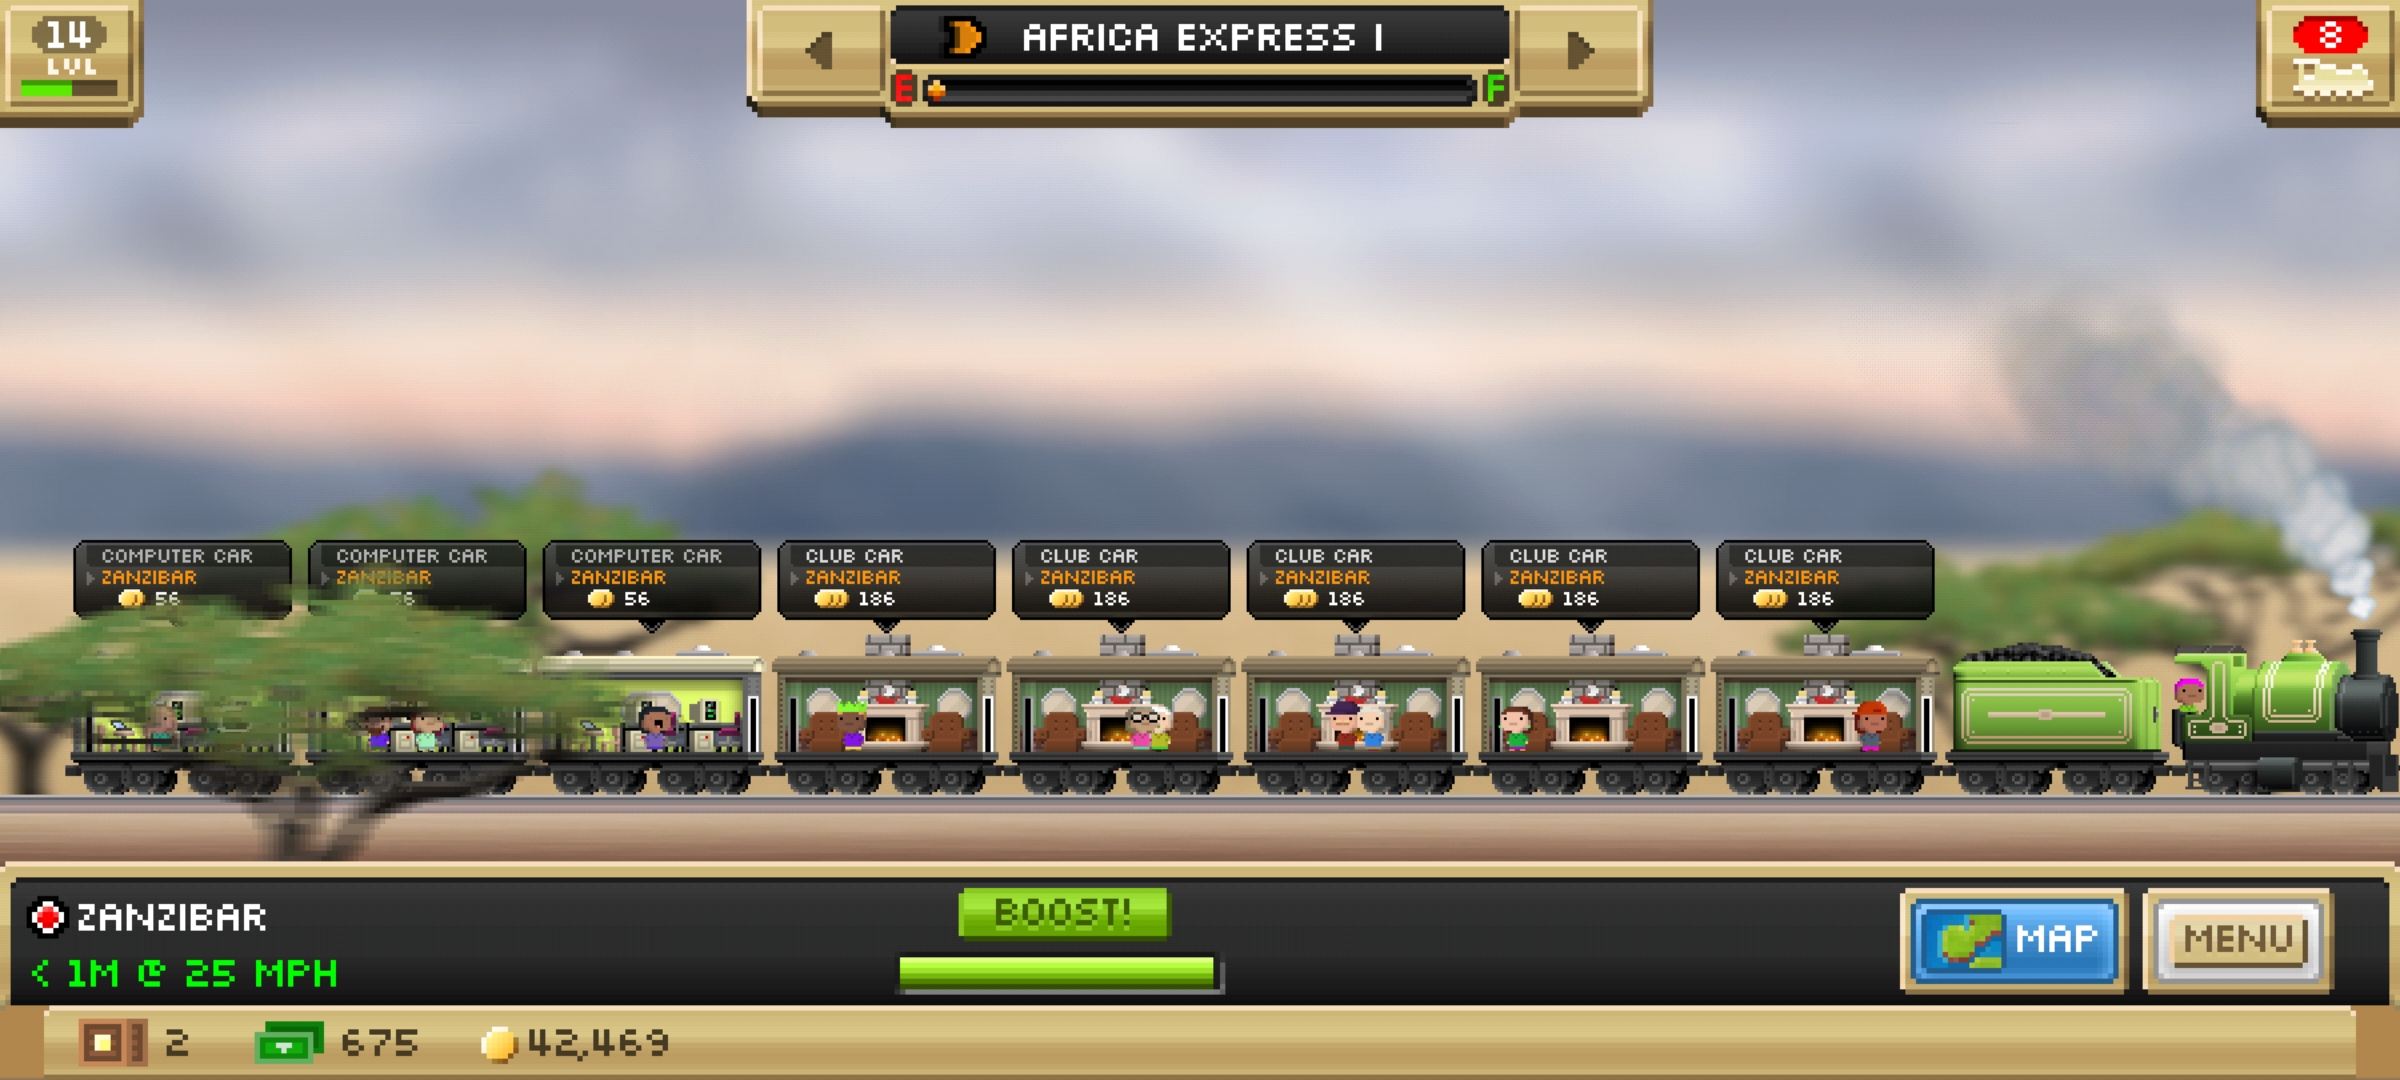 14
LVL
AFRICA EXPRESS I
E
F
8
COMPUTER CAR
ZANZIBAR
56
COMPUTER CAR
ZANZIBAR
COMPUTER CAR
ZANZIBAR
56
CLUB CAR
ZANZIBAR
186
CLUB CAR
ZANZIBAR
186
CLUB CAR
ZANZIBAR
186
CLUB CAR
ZANZIBAR
186
CLUB CAR
ZANZIBAR
186
ZANZIBAR
< 1M @ 25 MPH
BOOST!
MAP
MENU
2
675
42,469